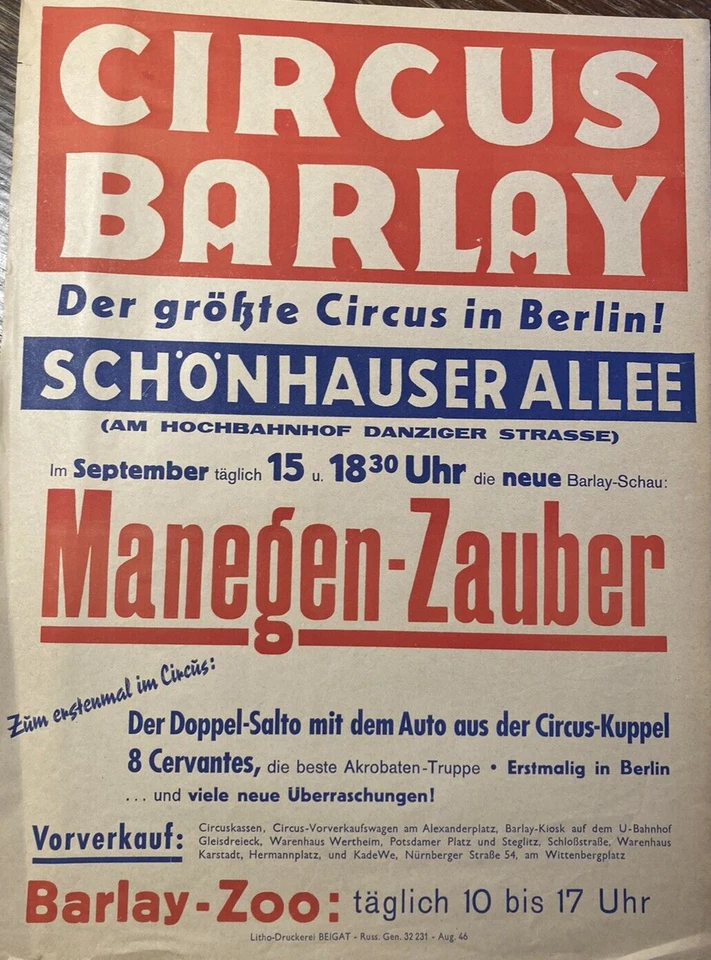 CIRCUS
BARLAY
Der größte Circus in Berlin!
SCHÖNHAUSER ALLEE
(AM HOCHBAHNHOF DANZIGER STRASSE)
Im September täglich 15 u. 18³⁰ Uhr die neue Barlay-Schau:
Manegen-Zauber
Zum erstenmal im Circus:
Der Doppel-Salto mit dem Auto aus der Circus-Kuppel
8 Cervantes, die beste Akrobaten-Truppe • Erstmalig in Berlin
... und viele neue Überraschungen!
Vorverkauf: Circuskassen, Circus-Vorverkaufswagen am Alexanderplatz, Barlay-Kiosk auf dem U-Bahnhof
Gleisdreieck, Warenhaus Wertheim, Potsdamer Platz und Steglitz, Schloßstraße, Warenhaus
Karstadt, Hermannplatz, und KadeWe, Nürnberger Straße 54, am Wittenbergplatz
Barlay-Zoo: täglich 10 bis 17 Uhr
Litho-Druckerei BEIGAT - Russ. Gen. 32 231 - Aug. 46